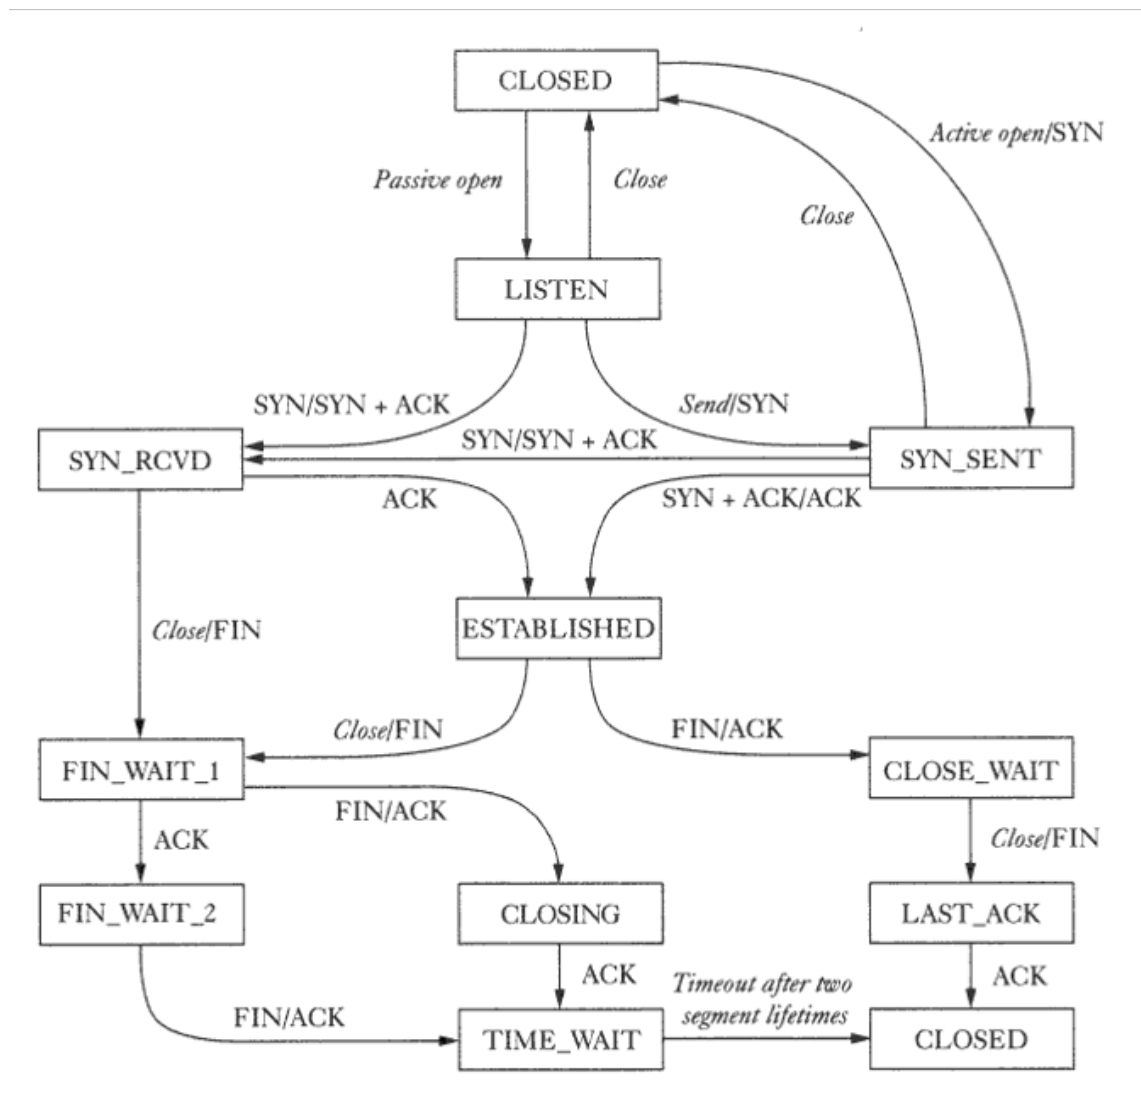 CLOSED
Active open/SYN
Passive open
Close
Close
LISTEN
SYN/SYN + ACK
Send/SYN
SYN/SYN + ACK
SYN_RCVD
SYN_SENT
ACK
SYN + ACK/ACK
Close/FIN
ESTABLISHED
Close/FIN
FIN/ACK
FIN_WAIT_1
CLOSE_WAIT
FIN/ACK
ACK
Close/FIN
FIN_WAIT_2
CLOSING
LAST_ACK
ACK
Timeout after two
segment lifetimes
ACK
FIN/ACK
TIME_WAIT
CLOSED